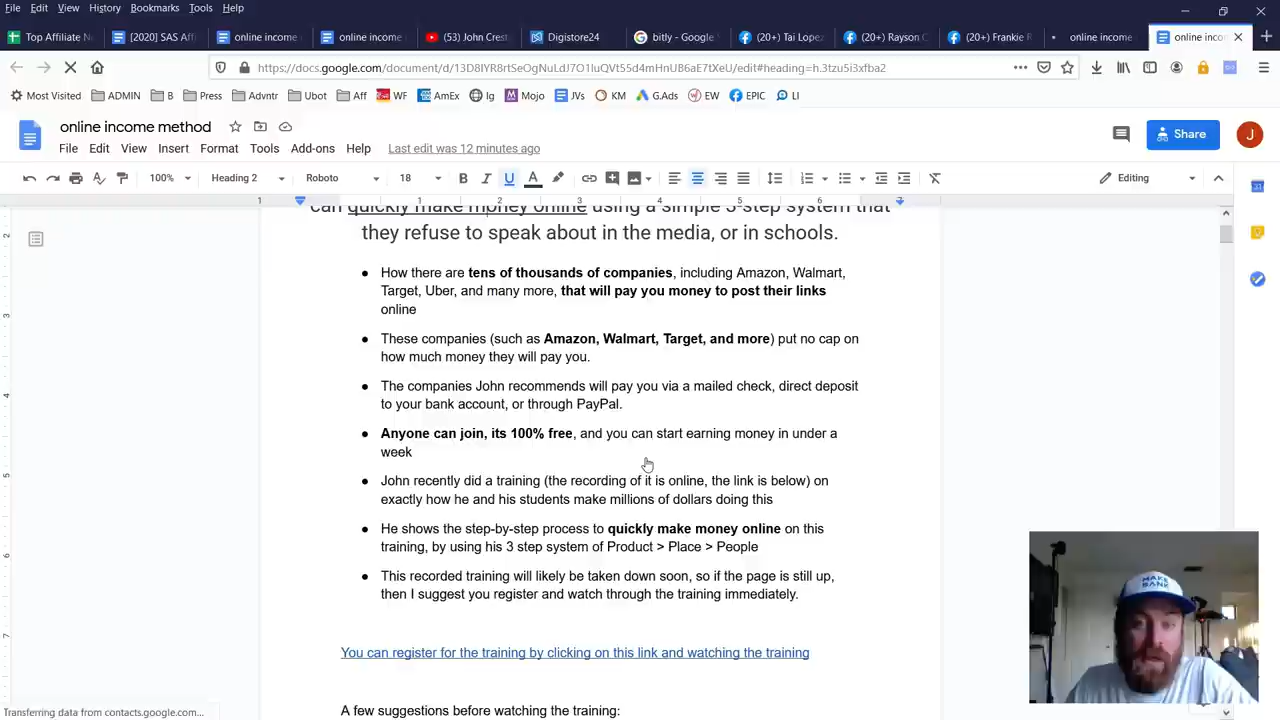 File Edit View History Bookmarks Tools Help
Top Affiliate Ne [2020] SAS Affi online income online income (53) John Crest Digistore24 bitly - Google S (20+) Tai Lopez (20+) Rayson C (20+) Frankie R online income online inco
https://docs.google.com/document/d/13D8IYR8rtSeOgNuLdJ7O1IuQVt55d4mHnUB6aE7tXeU/edit#heading=h.3tzu5i3xfba2
Most Visited ADMIN B Press Advntr Ubot Aff WF AmEx Ig Mojo JVs KM G.Ads EW EPIC LI
online income method
File Edit View Insert Format Tools Add-ons Help Last edit was 12 minutes ago
Share
J
100% Heading 2 Roboto 18 Editing
1 1 2 3 4 5 6 7
can quickly make money online using a simple 3-step system that
they refuse to speak about in the media, or in schools.
● How there are tens of thousands of companies, including Amazon, Walmart,
Target, Uber, and many more, that will pay you money to post their links
online
● These companies (such as Amazon, Walmart, Target, and more) put no cap on
how much money they will pay you.
● The companies John recommends will pay you via a mailed check, direct deposit
to your bank account, or through PayPal.
● Anyone can join, its 100% free, and you can start earning money in under a
week
● John recently did a training (the recording of it is online, the link is below) on
exactly how he and his students make millions of dollars doing this
● He shows the step-by-step process to quickly make money online on this
training, by using his 3 step system of Product > Place > People
● This recorded training will likely be taken down soon, so if the page is still up,
then I suggest you register and watch through the training immediately.
You can register for the training by clicking on this link and watching the training
A few suggestions before watching the training:
Transferring data from contacts.google.com...
MAKE
BANK